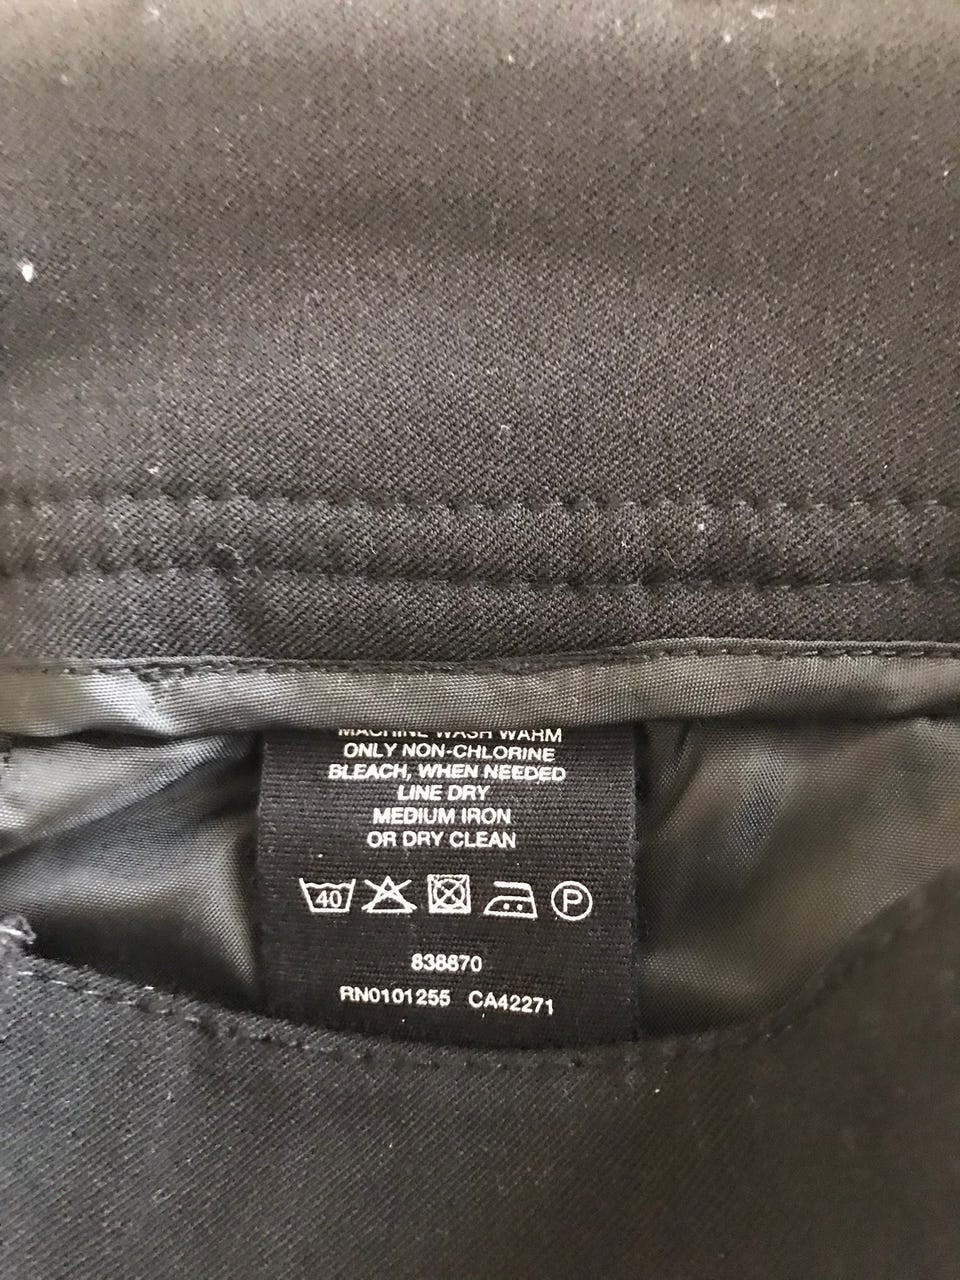 MACHINE WASH WARM
ONLY NON-CHLORINE
BLEACH, WHEN NEEDED
LINE DRY
MEDIUM IRON
OR DRY CLEAN
40 P
838870
RN0101255 CA42271